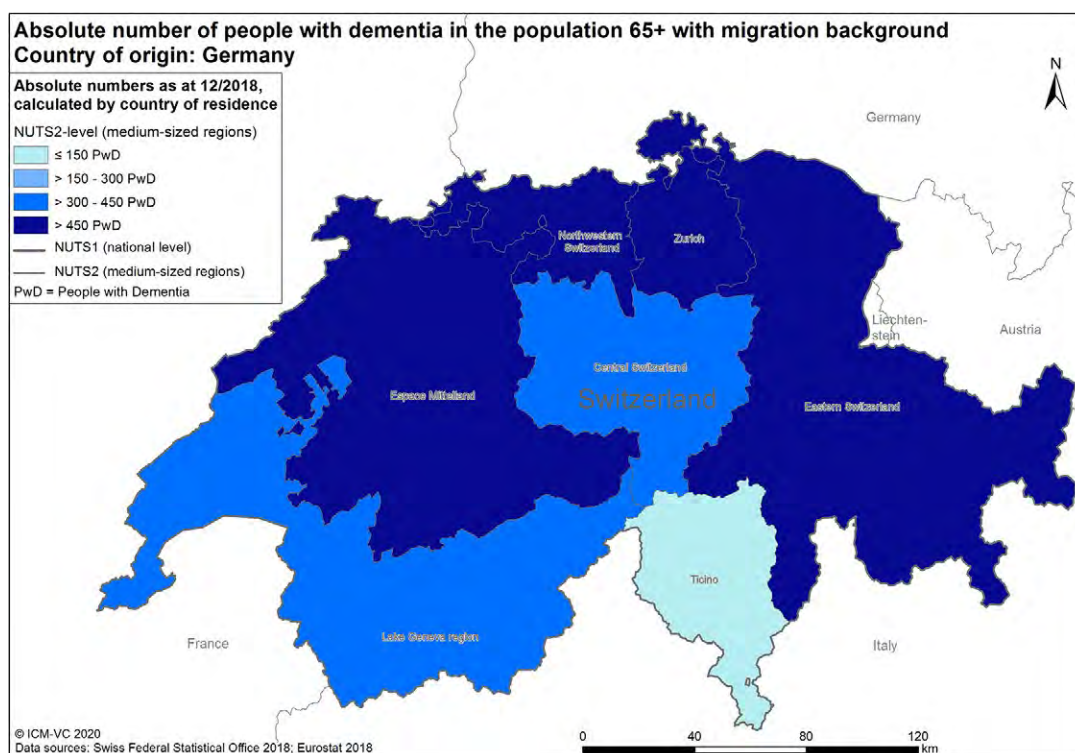 Absolute number of people with dementia in the population 65+ with migration background
Country of origin: Germany
Absolute numbers as at 12/2018,
calculated by country of residence
NUTS2-level (medium-sized regions)
≤ 150 PwD
> 150 - 300 PwD
> 300 - 450 PwD
> 450 PwD
NUTS1 (national level)
NUTS2 (medium-sized regions)
PwD = People with Dementia
N
Germany
Northwestern
Switzerland
Zurich
Liechten-
stein
Austria
Central Switzerland
Switzerland
Espace Mittelland
Eastern Switzerland
Ticino
Lake Geneva region
France
Italy
© ICM-VC 2020
Data sources: Swiss Federal Statistical Office 2018; Eurostat 2018
0 40 80 120
km